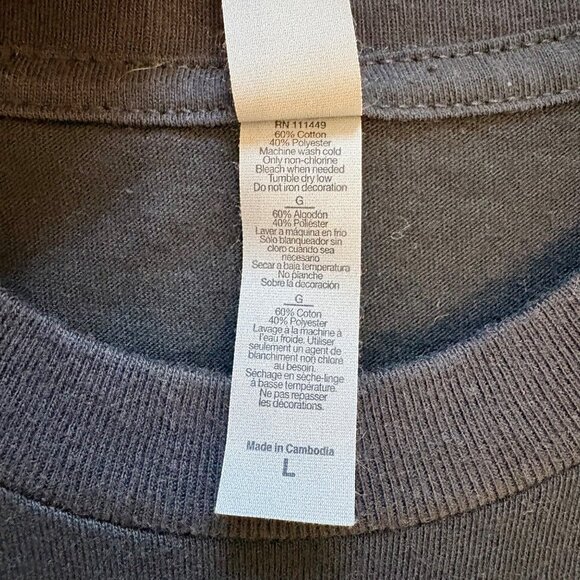 RN 111449
60% Cotton
40% Polyester
Machine wash cold
Only non-chlorine
Bleach when needed
Tumble dry low
Do not iron decoration
G
60% Algodón
40% Poliéster
Lavar a máquina en frio
Sólo blanqueador sin
cloro cuando sea
necesario
Secar a baja temperatura
No planche
Sobre la decoración
G
60% Coton
40% Polyester
Lavage à la machine à
l'eau froide. Utiliser
seulement un agent de
blanchiment non chloré
au besoin.
Séchage en sèche-linge
à basse température.
Ne pas repasser
les décorations.
Made in Cambodia
L